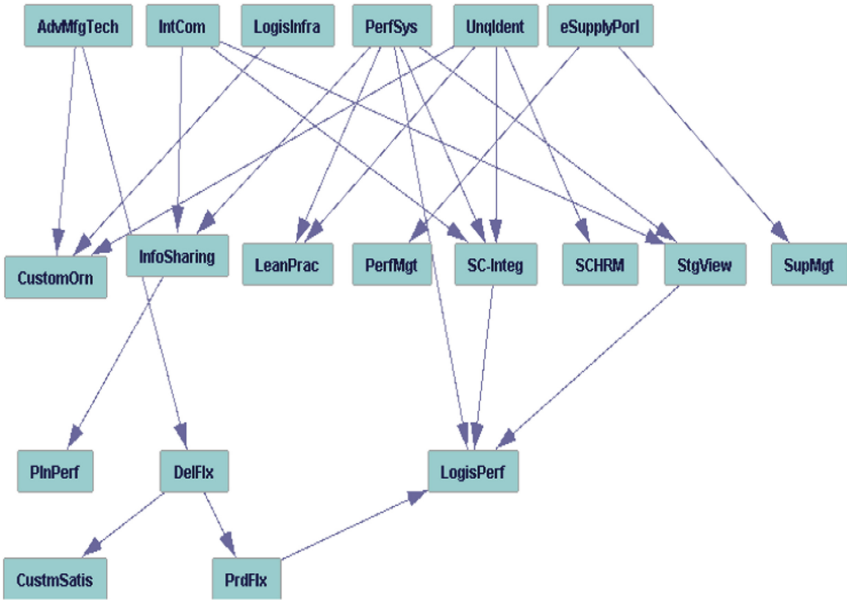 AdvMfgTech
IntCom
LogisInfra
PerfSys
UnqIdent
eSupplyPorl
CustomOrn
InfoSharing
LeanPrac
PerfMgt
SC-Integ
SCHRM
StgView
SupMgt
PlnPerf
DelFlx
LogisPerf
CustmSatis
PrdFlx